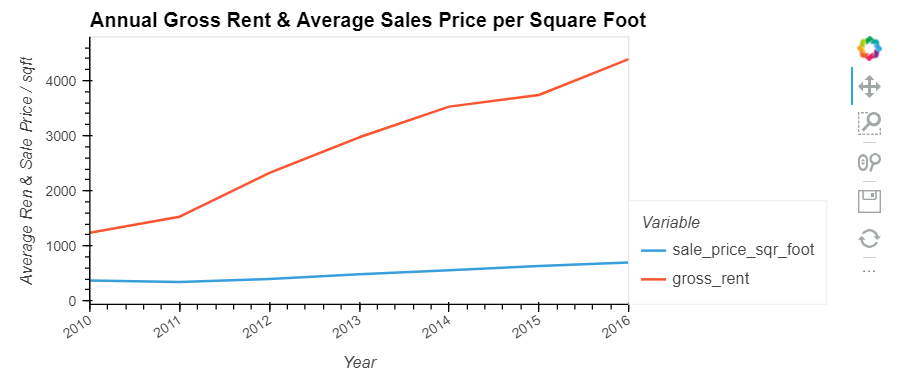 Annual Gross Rent & Average Sales Price per Square Foot
Average Ren & Sale Price / sqft
4000
3000
2000
1000
0
2010
2011
2012
2013
2014
2015
2016
Year
Variable
sale_price_sqr_foot
gross_rent
...